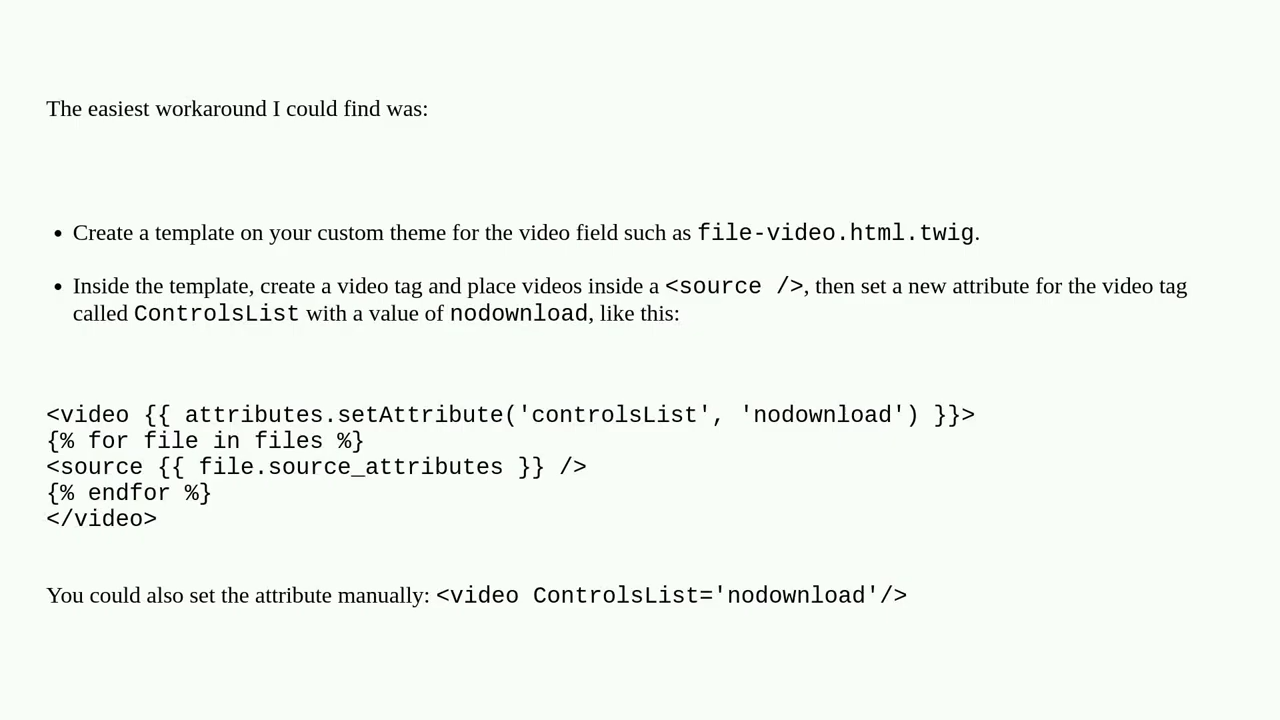 The easiest workaround I could find was:
• Create a template on your custom theme for the video field such as file-video.html.twig.
• Inside the template, create a video tag and place videos inside a <source />, then set a new attribute for the video tag
called ControlsList with a value of nodownload, like this:
<video {{ attributes.setAttribute('controlsList', 'nodownload') }}>
{% for file in files %}
<source {{ file.source_attributes }} />
{% endfor %}
</video>
You could also set the attribute manually: <video ControlsList='nodownload'/>